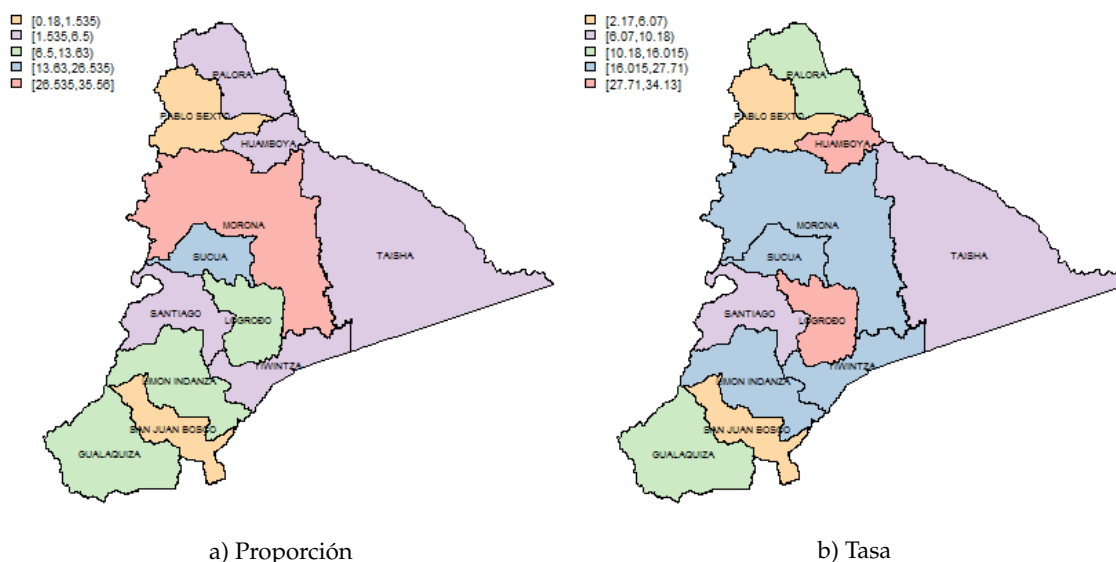 [0.18,1.535)
[1.535,6.5)
[6.5,13.63)
[13.63,26.535)
[26.535,35.56]
PALORA
PABLO SEXTO
HUAMBOYA
MORONA
SUCUA
TAISHA
SANTIAGO
LOGROÐO
TIWINTZA
LIMON INDANZA
SAN JUAN BOSCO
GUALAQUIZA
a) Proporción
[2.17,6.07)
[6.07,10.18)
[10.18,16.015)
[16.015,27.71)
[27.71,34.13]
PALORA
PABLO SEXTO
HUAMBOYA
MORONA
SUCUA
TAISHA
SANTIAGO
LOGROÐO
TIWINTZA
LIMON INDANZA
SAN JUAN BOSCO
GUALAQUIZA
b) Tasa